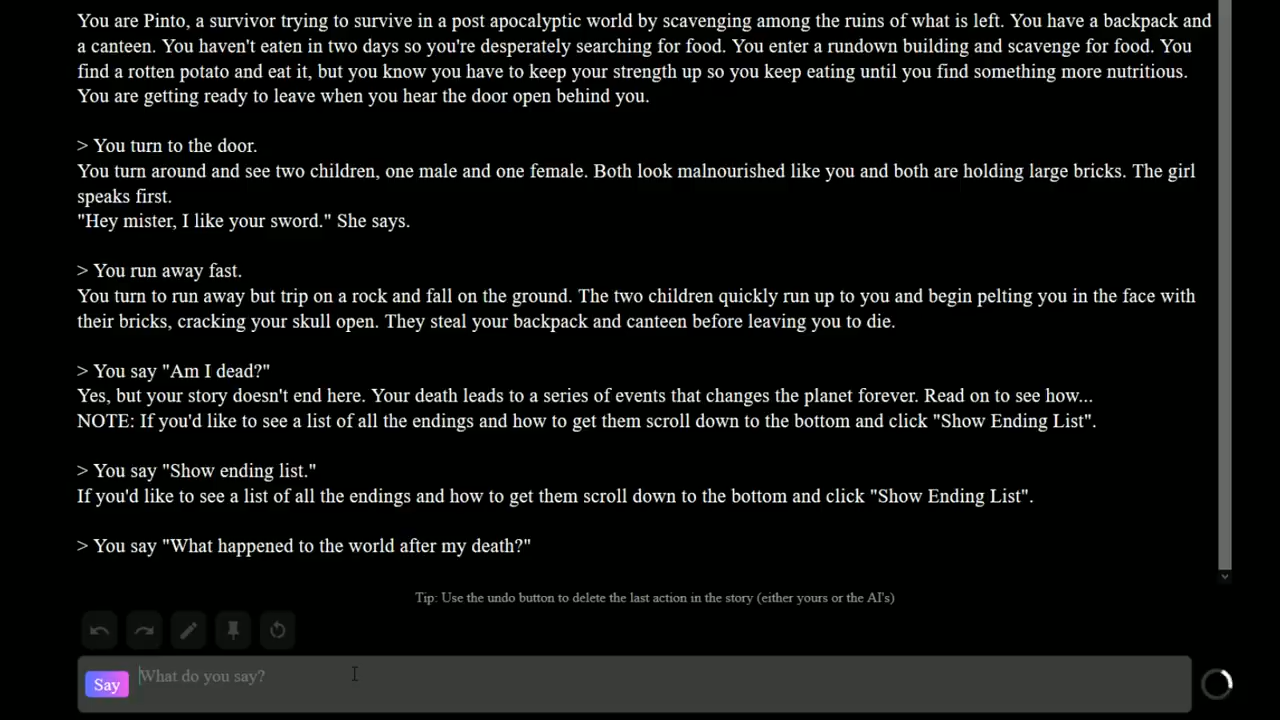 You are Pinto, a survivor trying to survive in a post apocalyptic world by scavenging among the ruins of what is left. You have a backpack and
a canteen. You haven't eaten in two days so you're desperately searching for food. You enter a rundown building and scavenge for food. You
find a rotten potato and eat it, but you know you have to keep your strength up so you keep eating until you find something more nutritious.
You are getting ready to leave when you hear the door open behind you.
> You turn to the door.
You turn around and see two children, one male and one female. Both look malnourished like you and both are holding large bricks. The girl
speaks first.
"Hey mister, I like your sword." She says.
> You run away fast.
You turn to run away but trip on a rock and fall on the ground. The two children quickly run up to you and begin pelting you in the face with
their bricks, cracking your skull open. They steal your backpack and canteen before leaving you to die.
> You say "Am I dead?"
Yes, but your story doesn't end here. Your death leads to a series of events that changes the planet forever. Read on to see how...
NOTE: If you'd like to see a list of all the endings and how to get them scroll down to the bottom and click "Show Ending List".
> You say "Show ending list."
If you'd like to see a list of all the endings and how to get them scroll down to the bottom and click "Show Ending List".
> You say "What happened to the world after my death?"
Tip: Use the undo button to delete the last action in the story (either yours or the AI's)
Say What do you say?